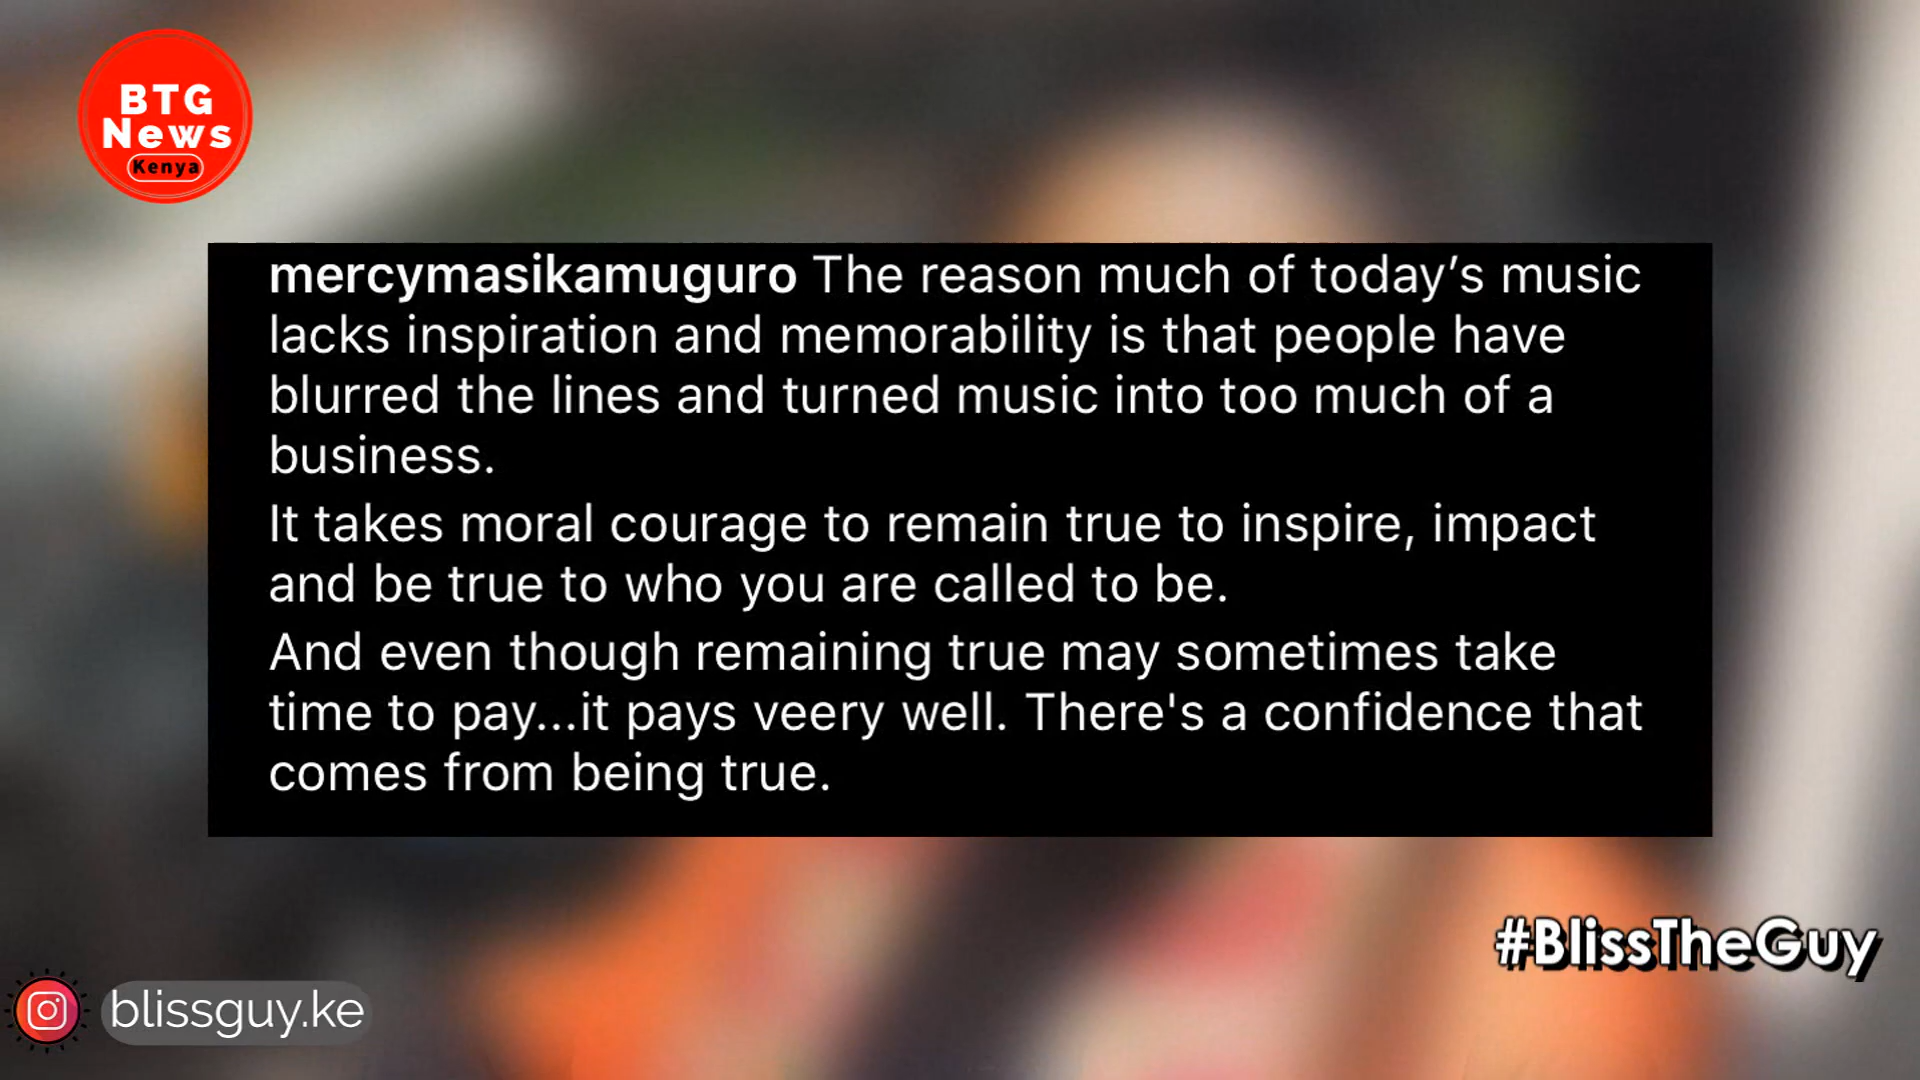 BTG
News
Kenya
mercymasikamuguro The reason much of today’s music
lacks inspiration and memorability is that people have
blurred the lines and turned music into too much of a
business.
It takes moral courage to remain true to inspire, impact
and be true to who you are called to be.
And even though remaining true may sometimes take
time to pay...it pays veery well. There's a confidence that
comes from being true.
#BlissTheGuy
blissguy.ke